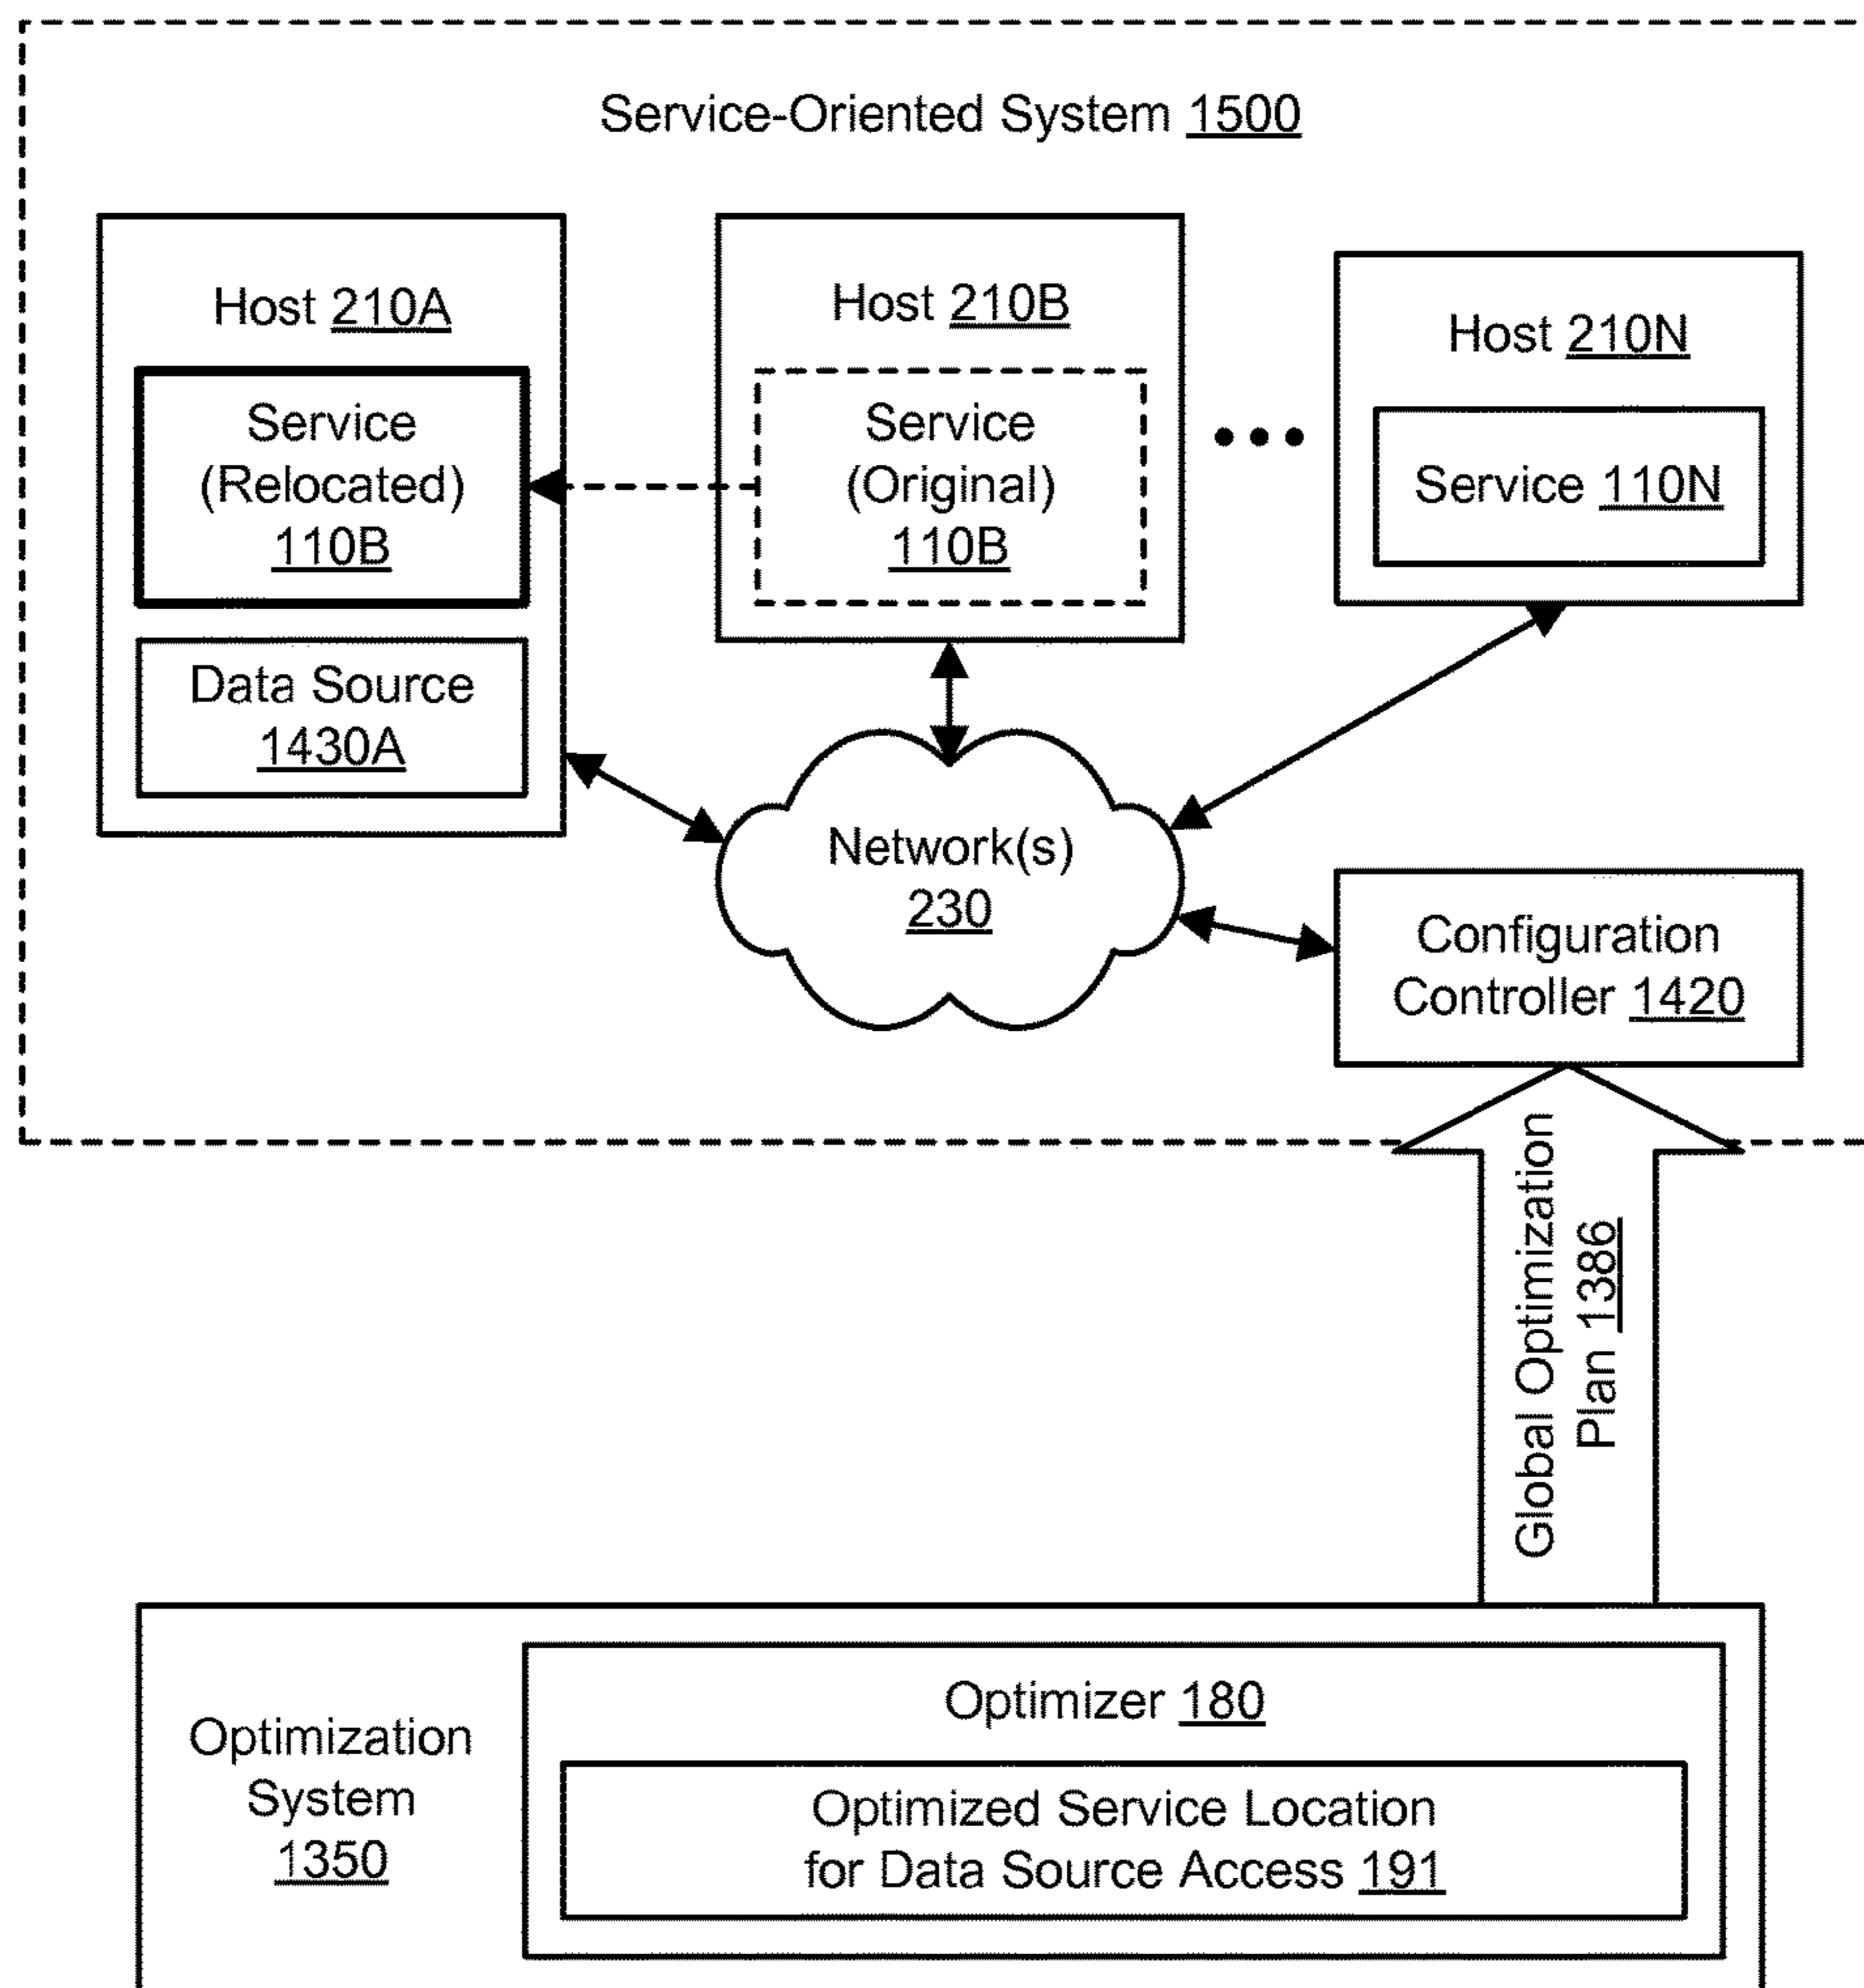 Service-Oriented System 1500
Host 210A
Service
(Relocated)
110B
Data Source
1430A
Host 210B
Service
(Original)
110B
Host 210N
Service 110N
Network(s)
230
Configuration
Controller 1420
Global Optimization
Plan 1386
Optimization
System
1350
Optimizer 180
Optimized Service Location
for Data Source Access 191